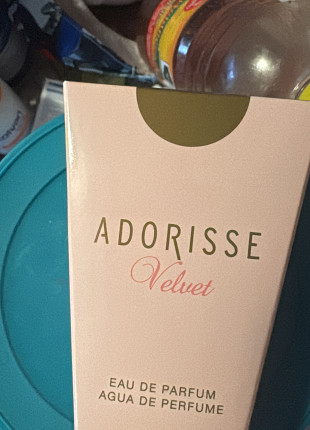 ADORISSE
Velvet
EAU DE PARFUM
AGUA DE PERFUME